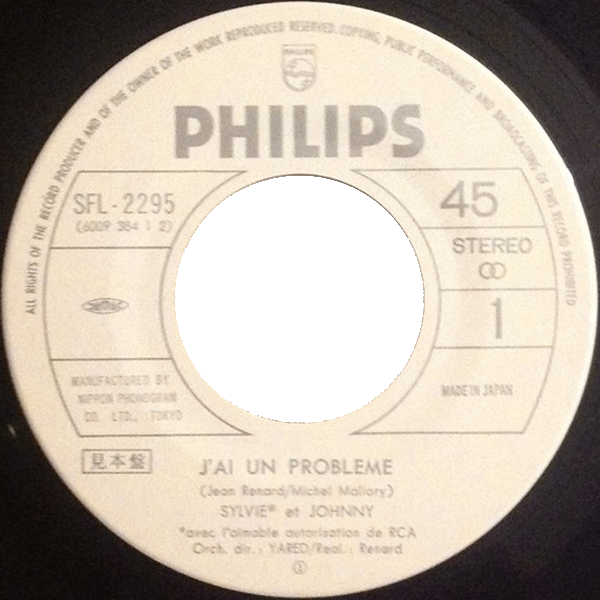 ALL RIGHTS OF THE RECORD PRODUCER AND OF THE OWNER OF THE WORK REPRODUCED RESERVED. COPYING, PUBLIC PERFORMANCE AND BROADCASTING OF THIS RECORD PROHIBITED
PHILIPS
PHILIPS
SFL-2295
(6009 384 1 2)
45
STEREO
1
MANUFACTURED BY
NIPPON PHONOGRAM
CO. LTD., TOKYO
MADE IN JAPAN
見本盤
J'AI UN PROBLEME
(Jean Renard/Michel Mallory)
SYLVIE* et JOHNNY
*avec l'aimable autorisation de RCA
Orch. dir.: YARED/Real.: Renard